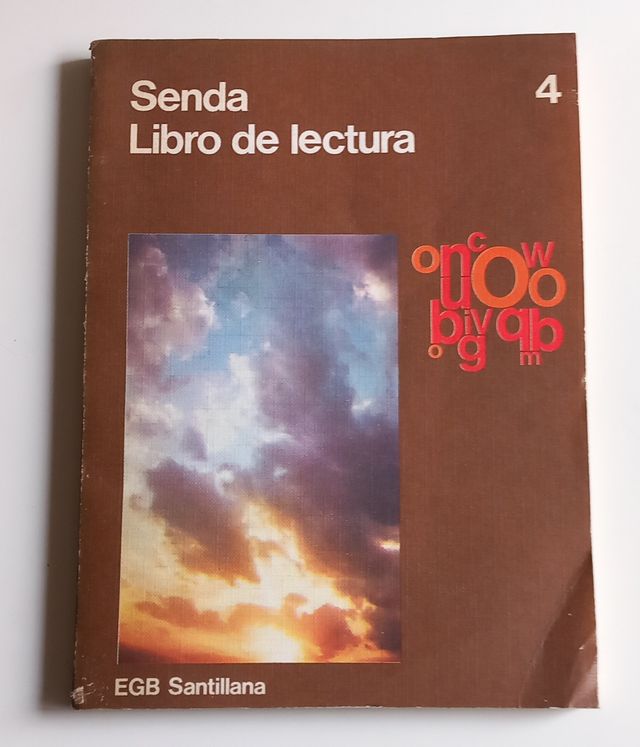 Senda
4
Libro de lectura
o n c O w o
u
b i v q b
o g m
EGB Santillana